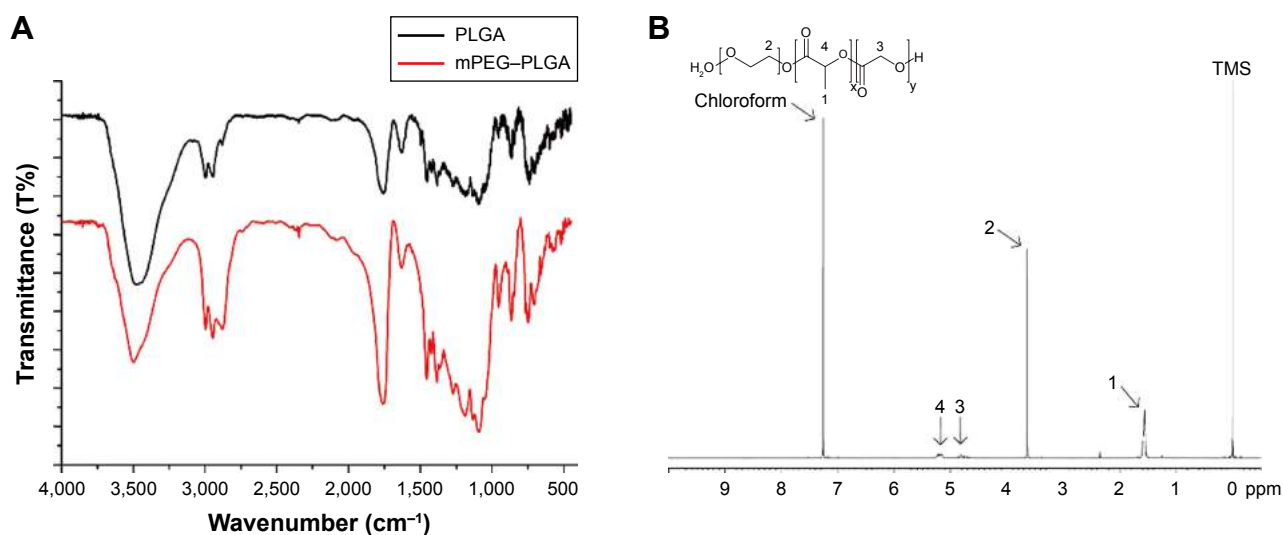 A
PLGA
mPEG–PLGA
Transmittance (T%)
4,000 3,500 3,000 2,500 2,000 1,500 1,000 500
Wavenumber (cm⁻¹)
B
H₂O O 2 O O 4 O 3 O H
1 x O y
Chloroform
TMS
2
1
4 3
9 8 7 6 5 4 3 2 1 0 ppm